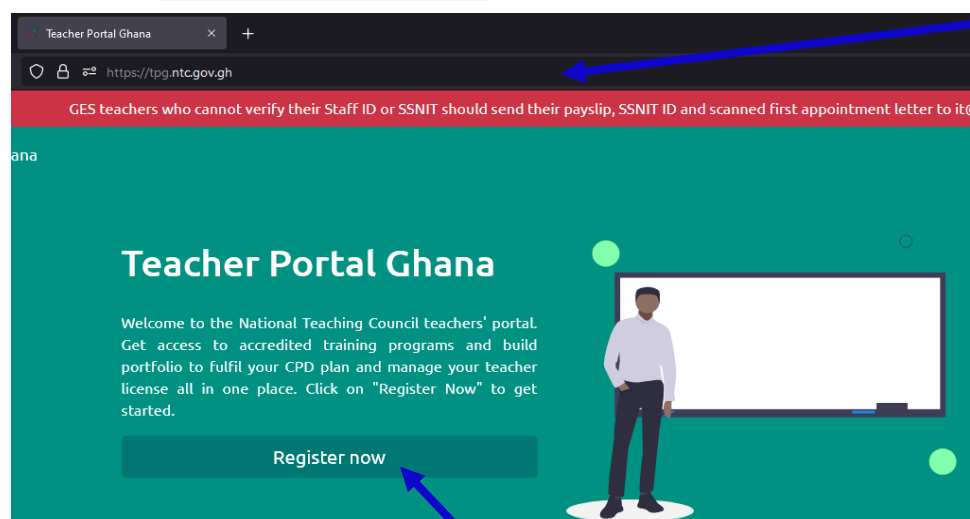 Teacher Portal Ghana
https://tpg.ntc.gov.gh
GES teachers who cannot verify their Staff ID or SSNIT should send their payslip, SSNIT ID and scanned first appointment letter to it@
ana
Teacher Portal Ghana
Welcome to the National Teaching Council teachers' portal.
Get access to accredited training programs and build
portfolio to fulfil your CPD plan and manage your teacher
license all in one place. Click on "Register Now" to get
started.
Register now